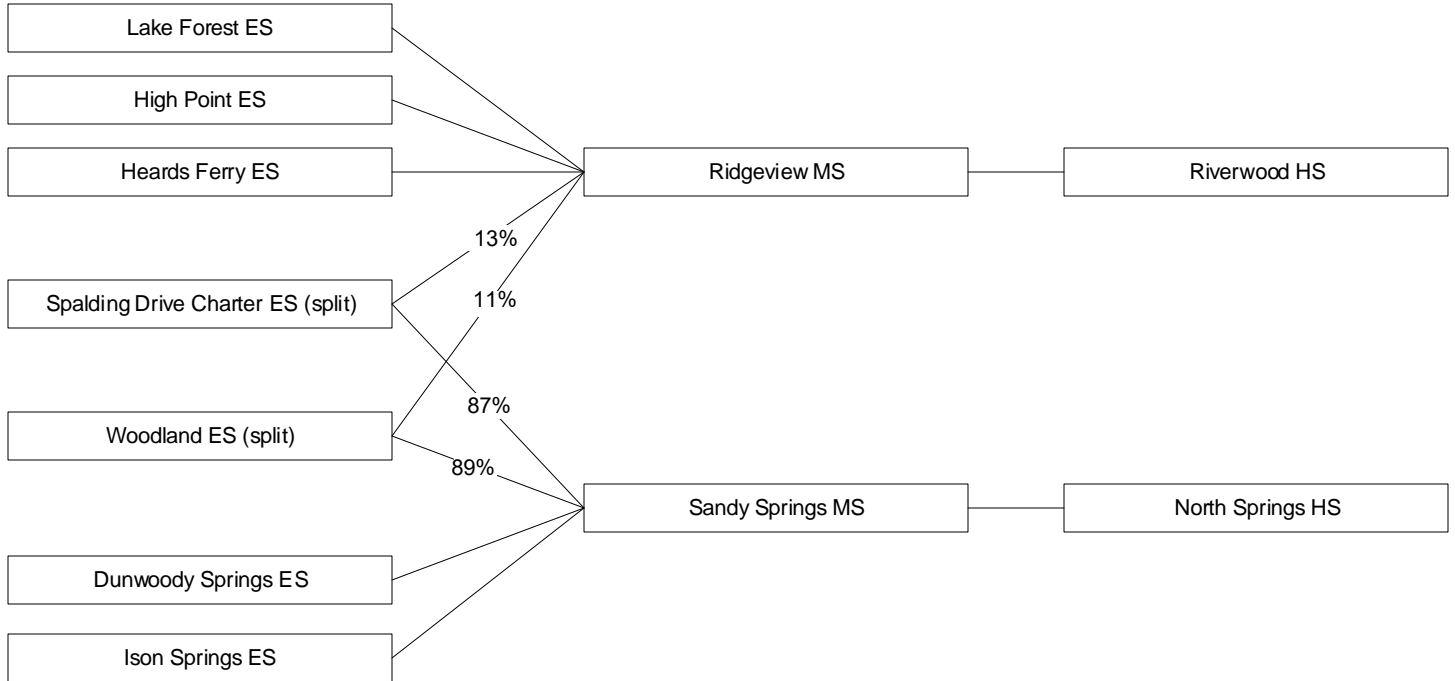 Lake Forest ES
High Point ES
Heards Ferry ES
Ridgeview MS
Riverwood HS
13%
Spalding Drive Charter ES (split)
11%
87%
Woodland ES (split)
89%
Sandy Springs MS
North Springs HS
Dunwoody Springs ES
Ison Springs ES